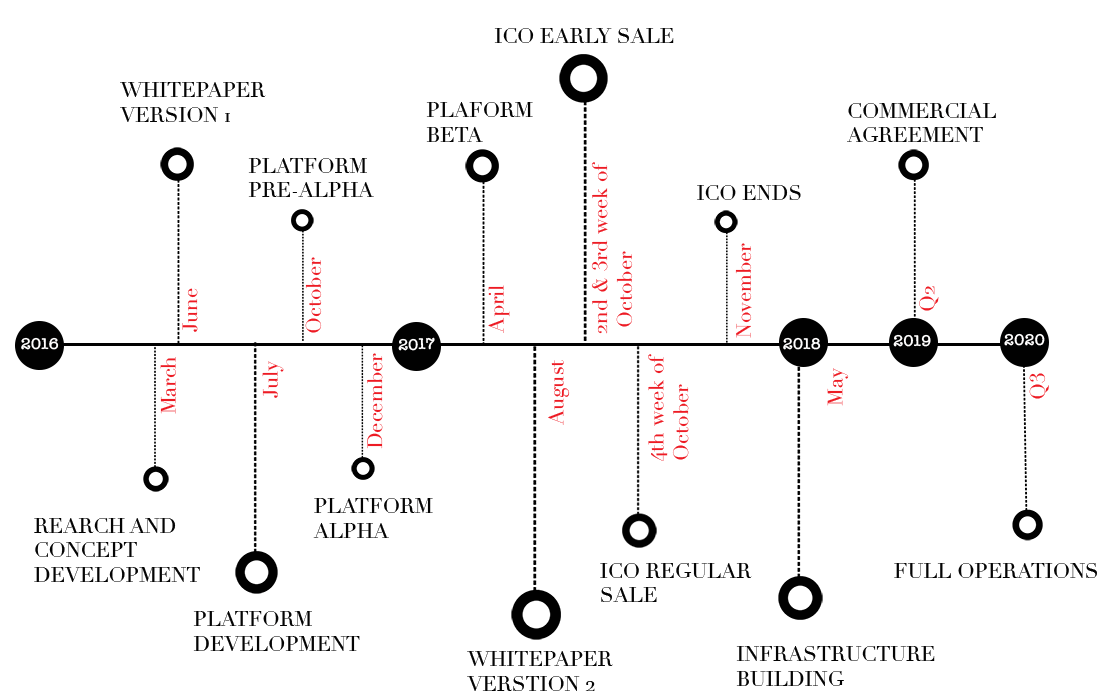 ICO EARLY SALE
WHITEPAPER
VERSION 1
PLAFORM
BETA
COMMERCIAL
AGREEMENT
PLATFORM
PRE-ALPHA
ICO ENDS
June
October
April
2nd & 3rd week of
October
November
Q2
2016
2017
2018
2019
2020
March
July
December
August
4th week of
October
May
Q3
REARCH AND
CONCEPT
DEVELOPMENT
PLATFORM
ALPHA
PLATFORM
DEVELOPMENT
ICO REGULAR
SALE
FULL OPERATIONS
WHITEPAPER
VERSTION 2
INFRASTRUCTURE
BUILDING